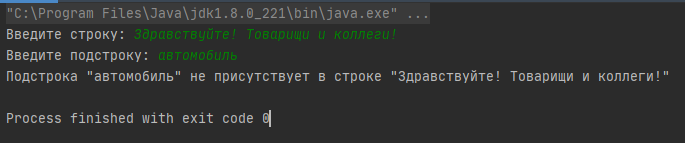 "C:\Program Files\Java\jdk1.8.0_221\bin\java.exe" ...
Введите строку: Здравствуйте! Товарищи и коллеги!
Введите подстроку: автомобиль
Подстрока "автомобиль" не присутствует в строке "Здравствуйте! Товарищи и коллеги!"
Process finished with exit code 0